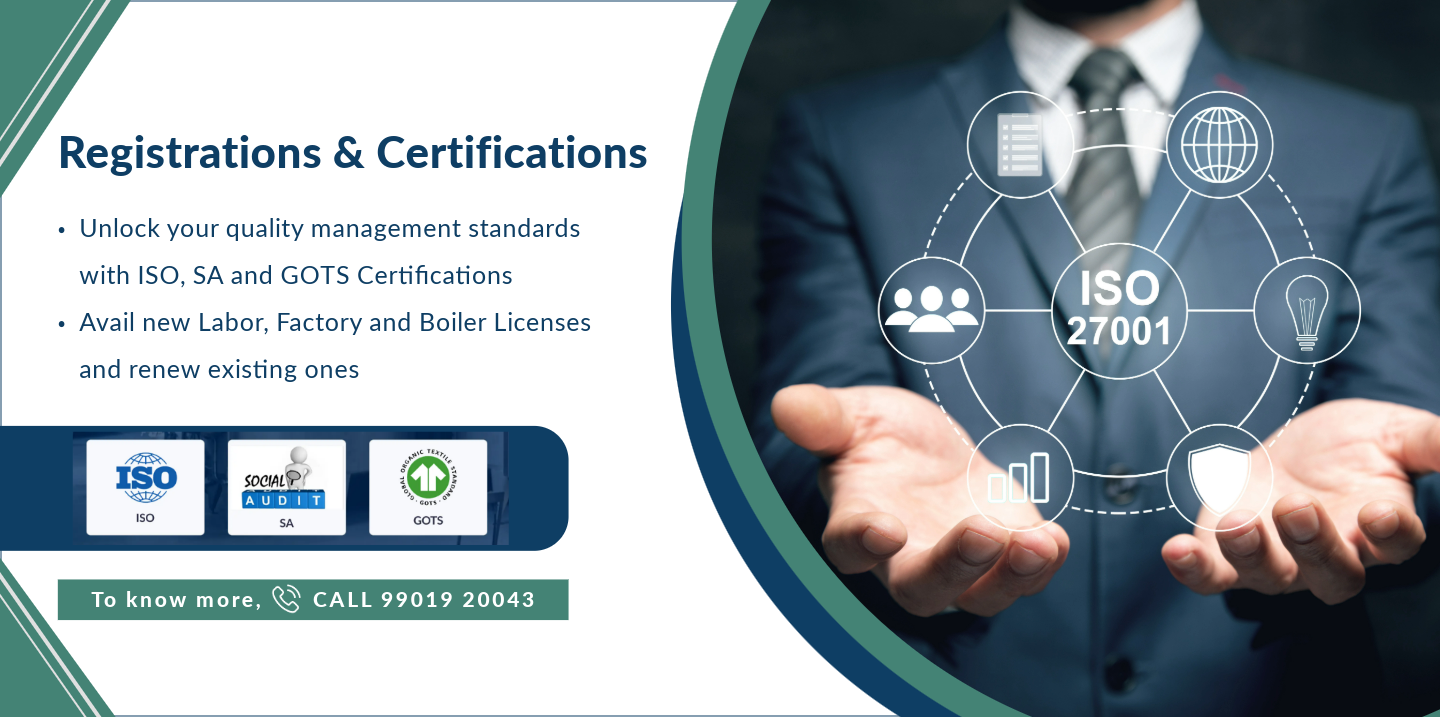 Registrations & Certifications
• Unlock your quality management standards
with ISO, SA and GOTS Certifications
• Avail new Labor, Factory and Boiler Licenses
and renew existing ones
ISO
ISO
SOCIAL
AUDIT
SA
ORGANIC TEXTILE STANDARD · GOTS · GLOBAL
GOTS
To know more, CALL 99019 20043
ISO
27001